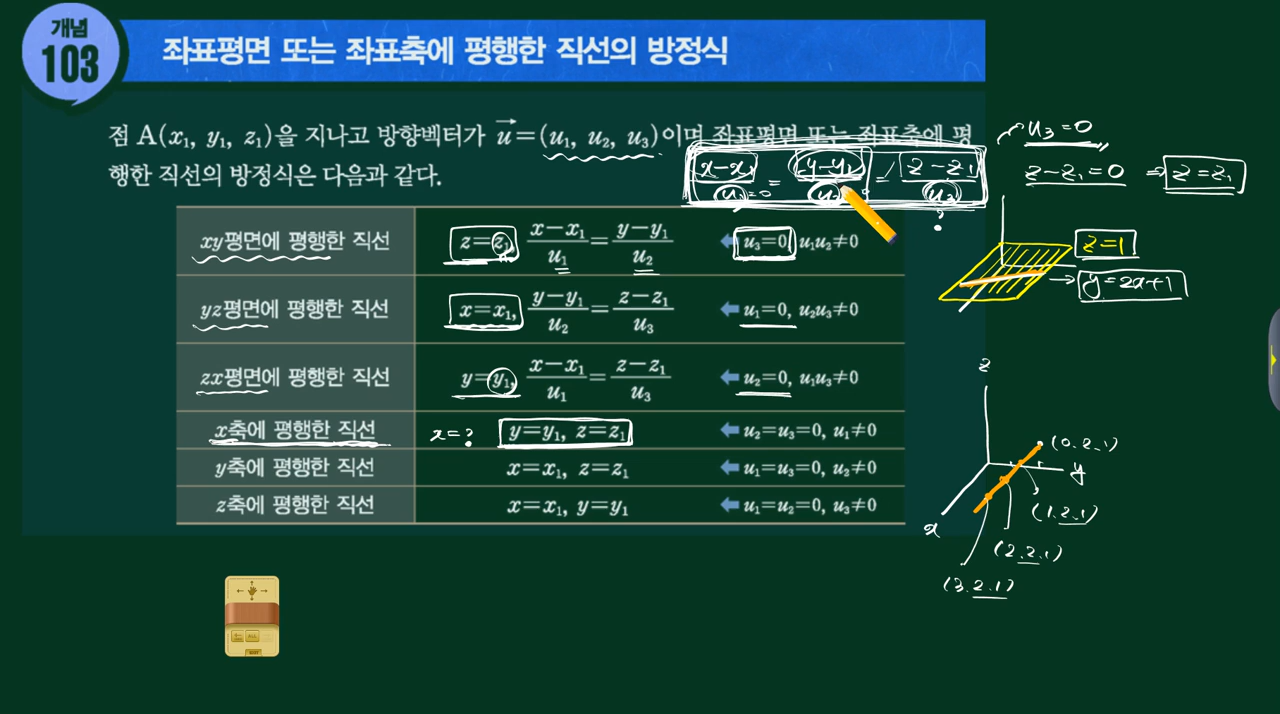 개념
103
좌표평면 또는 좌표축에 평행한 직선의 방정식
점 A(x₁, y₁, z₁)을 지나고 방향벡터가 u⃗=(u₁, u₂, u₃)이며 좌표평면 또는 좌표축에 평
행한 직선의 방정식은 다음과 같다.
(x-x₁)/u₁ = (y-y₁)/u₂ = (z-z₁)/u₃
?
u₃=0
z-z₁=0 ⇒ z=z₁
xy평면에 평행한 직선 z=z₁, (x-x₁)/u₁=(y-y₁)/u₂ ⬅ u₃=0, u₁u₂≠0
z=1
y=2x+1
yz평면에 평행한 직선 x=x₁, (y-y₁)/u₂=(z-z₁)/u₃ ⬅ u₁=0, u₂u₃≠0
zx평면에 평행한 직선 y=y₁, (x-x₁)/u₁=(z-z₁)/u₃ ⬅ u₂=0, u₁u₃≠0
x축에 평행한 직선 x=? y=y₁, z=z₁ ⬅ u₂=u₃=0, u₁≠0
y축에 평행한 직선 x=x₁, z=z₁ ⬅ u₁=u₃=0, u₂≠0
z축에 평행한 직선 x=x₁, y=y₁ ⬅ u₁=u₂=0, u₃≠0
z
(0.2.1)
y
(1.2.1)
x
(2.2.1)
(3.2.1)